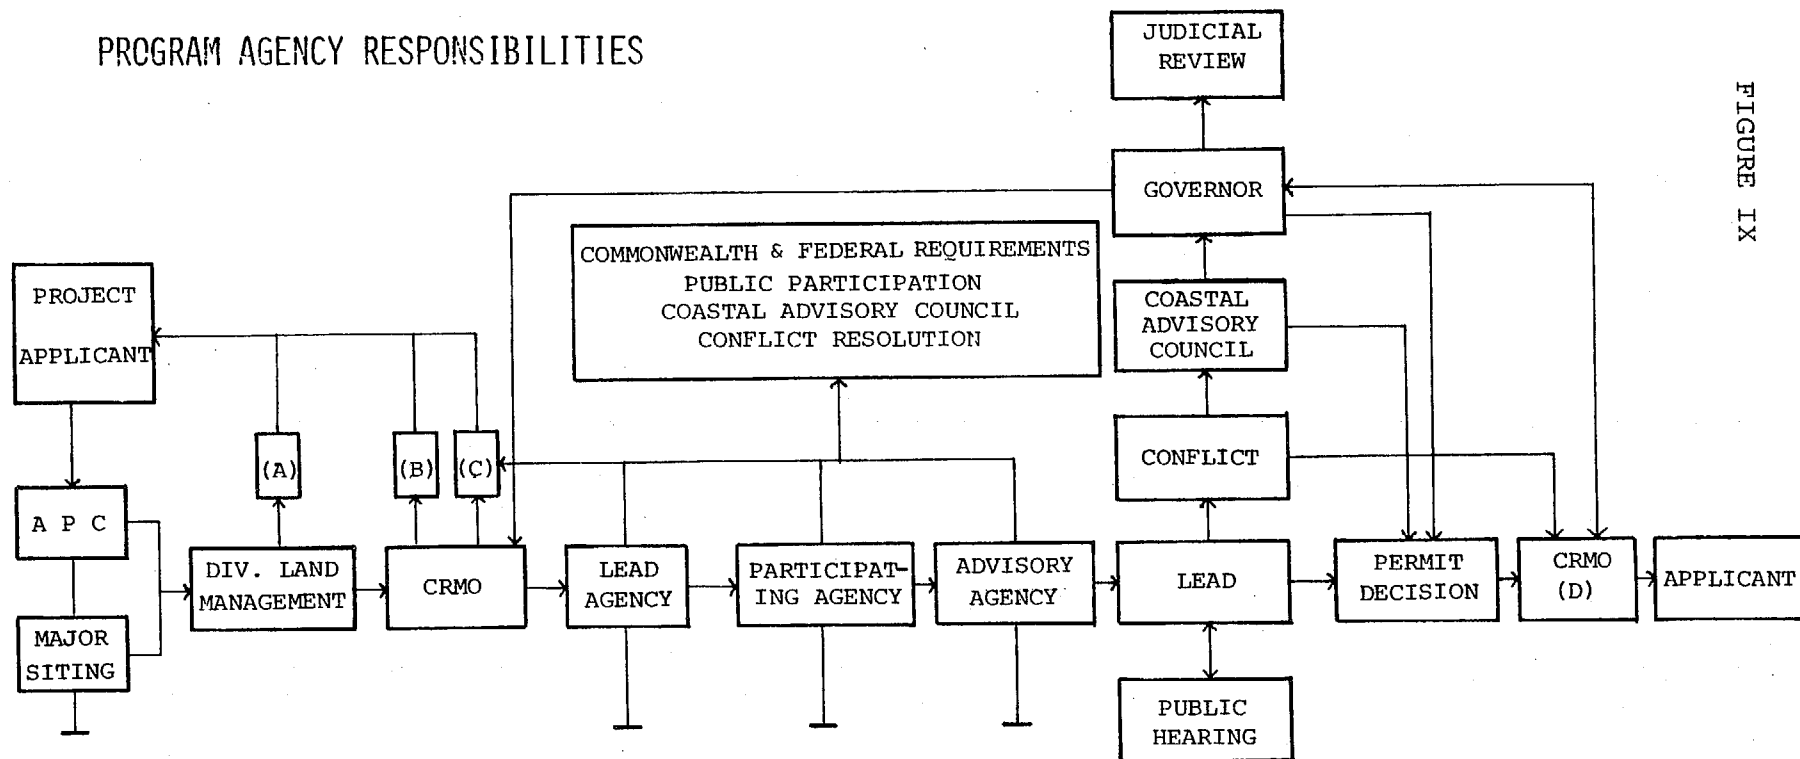 PROGRAM AGENCY RESPONSIBILITIES
FIGURE IX
JUDICIAL
REVIEW
GOVERNOR
COMMONWEALTH & FEDERAL REQUIREMENTS
PUBLIC PARTICIPATION
COASTAL ADVISORY COUNCIL
CONFLICT RESOLUTION
COASTAL
ADVISORY
COUNCIL
PROJECT
APPLICANT
(A)
(B)
(C)
CONFLICT
A P C
MAJOR
SITING
DIV. LAND
MANAGEMENT
CRMO
LEAD
AGENCY
PARTICIPAT-
ING AGENCY
ADVISORY
AGENCY
LEAD
PERMIT
DECISION
CRMO
(D)
APPLICANT
PUBLIC
HEARING